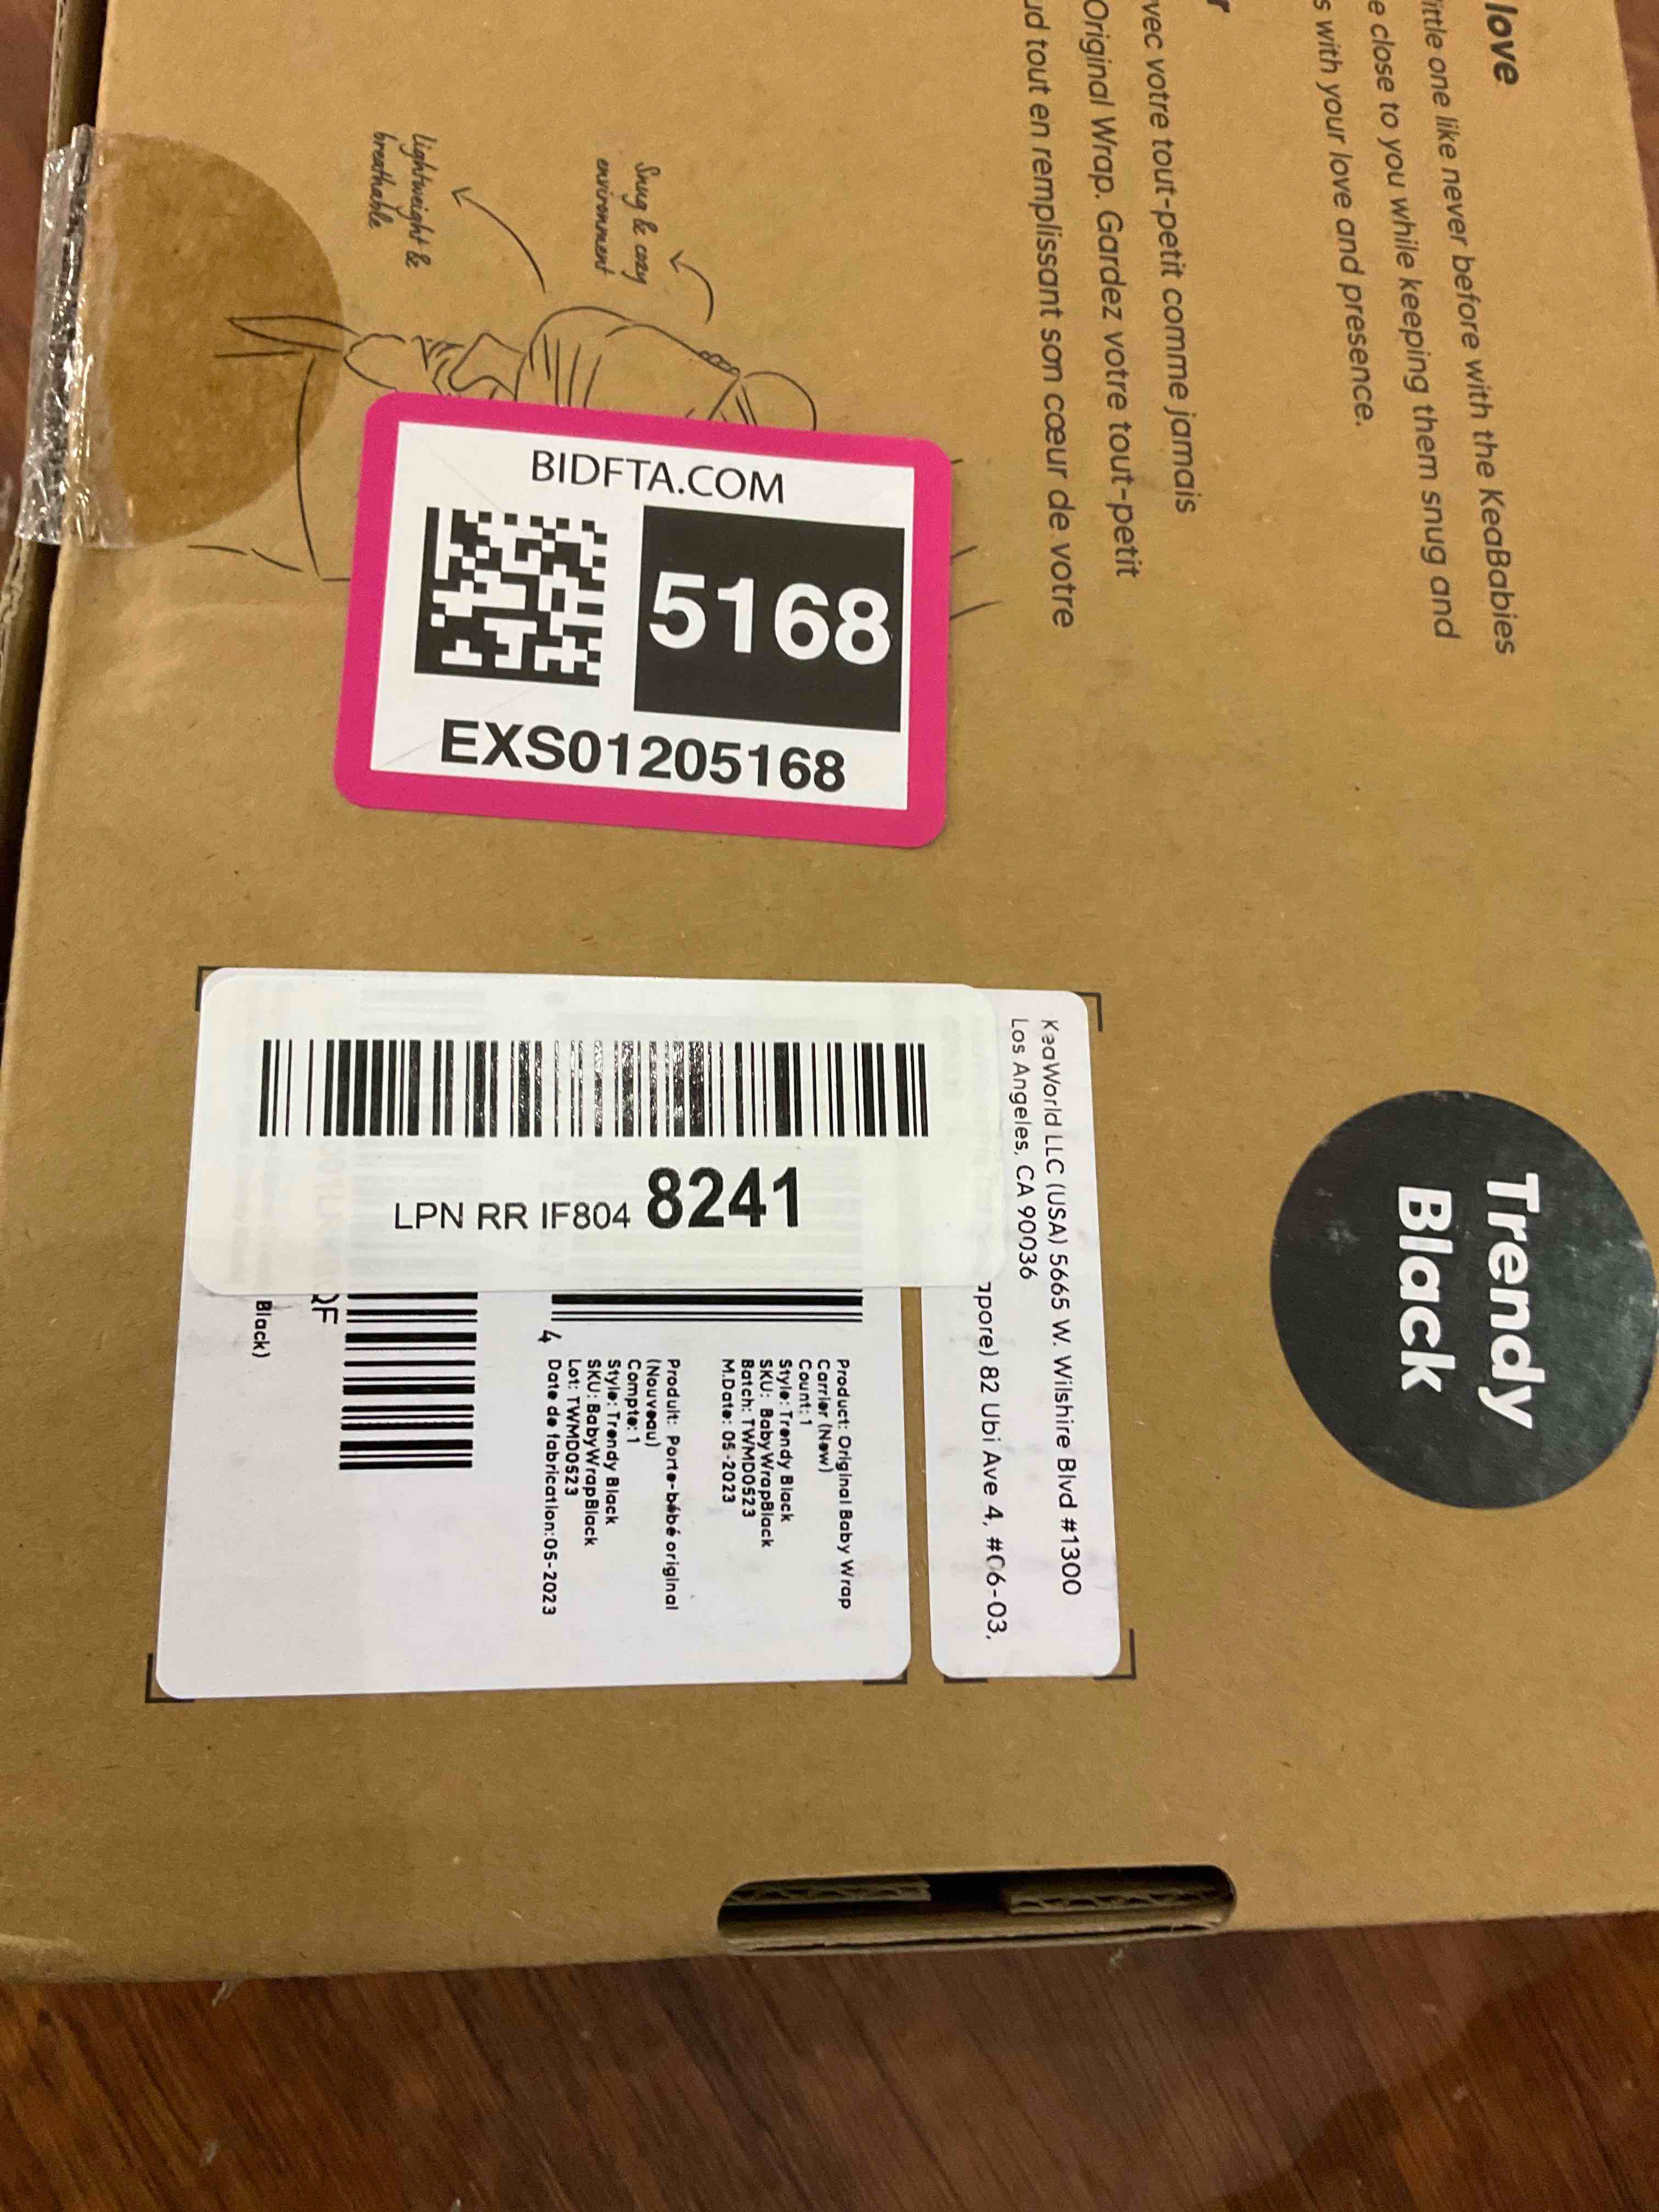 love
ittle one like never before with the KeaBabies
e close to you while keeping them snug and
s with your love and presence.
r
vec votre tout-petit comme jamais
Original Wrap. Gardez votre tout-petit
ud tout en remplissant son cœur de votre
Snug & cozy
environment
lightweight &
breathable
BIDFTA.COM
5168
EXS01205168
Trendy
Black
KeaWorld LLC (USA) 5665 W. Wilshire Blvd #1300
Los Angeles, CA 90036
apore) 82 Ubi Ave 4, #06-03,
LPN RR IF804 8241
Product: Original Baby Wrap
Carrier (New)
Count: 1
Style: Trendy Black
SKU: BabyWrapBlack
Batch: TWMD0523
M.Date: 05-2023
Produit: Porte-bébé original
(Nouveau)
Compte: 1
Style: Trendy Black
SKU: BabyWrapBlack
Lot: TWMD0523
Date de fabrication: 05-2023
4
QF
Black)